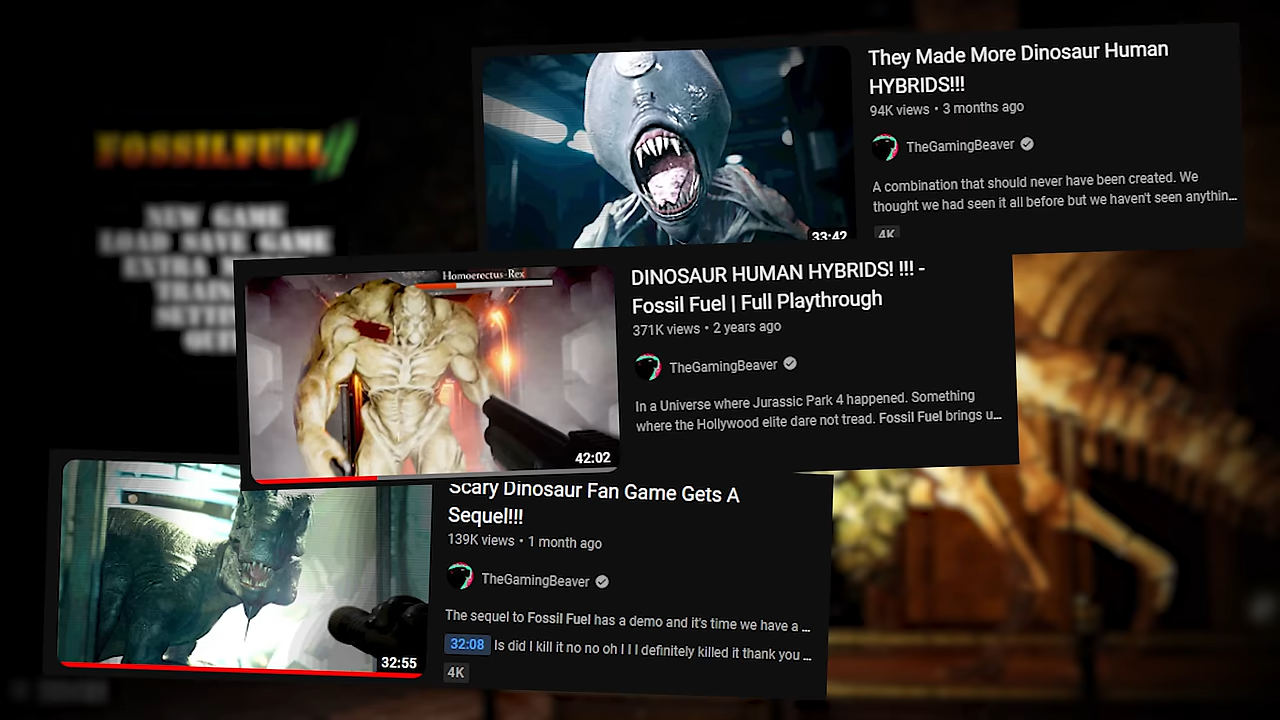 FOSSILFUEL
NEW GAME
LOAD SAVE GAME
EXTRA
They Made More Dinosaur Human
HYBRIDS!!!
94K views • 3 months ago
TheGamingBeaver
A combination that should never have been created. We
thought we had seen it all before but we haven't seen anythin...
33:42
4K
Homoerectus-Rex
42:02
DINOSAUR HUMAN HYBRIDS! !!! -
Fossil Fuel | Full Playthrough
371K views • 2 years ago
TheGamingBeaver
In a Universe where Jurassic Park 4 happened. Something
where the Hollywood elite dare not tread. Fossil Fuel brings u...
32:55
Scary Dinosaur Fan Game Gets A
Sequel!!!
139K views • 1 month ago
TheGamingBeaver
The sequel to Fossil Fuel has a demo and it's time we have a ...
32:08 Is did I kill it no no oh I I I definitely killed it thank you ...
4K